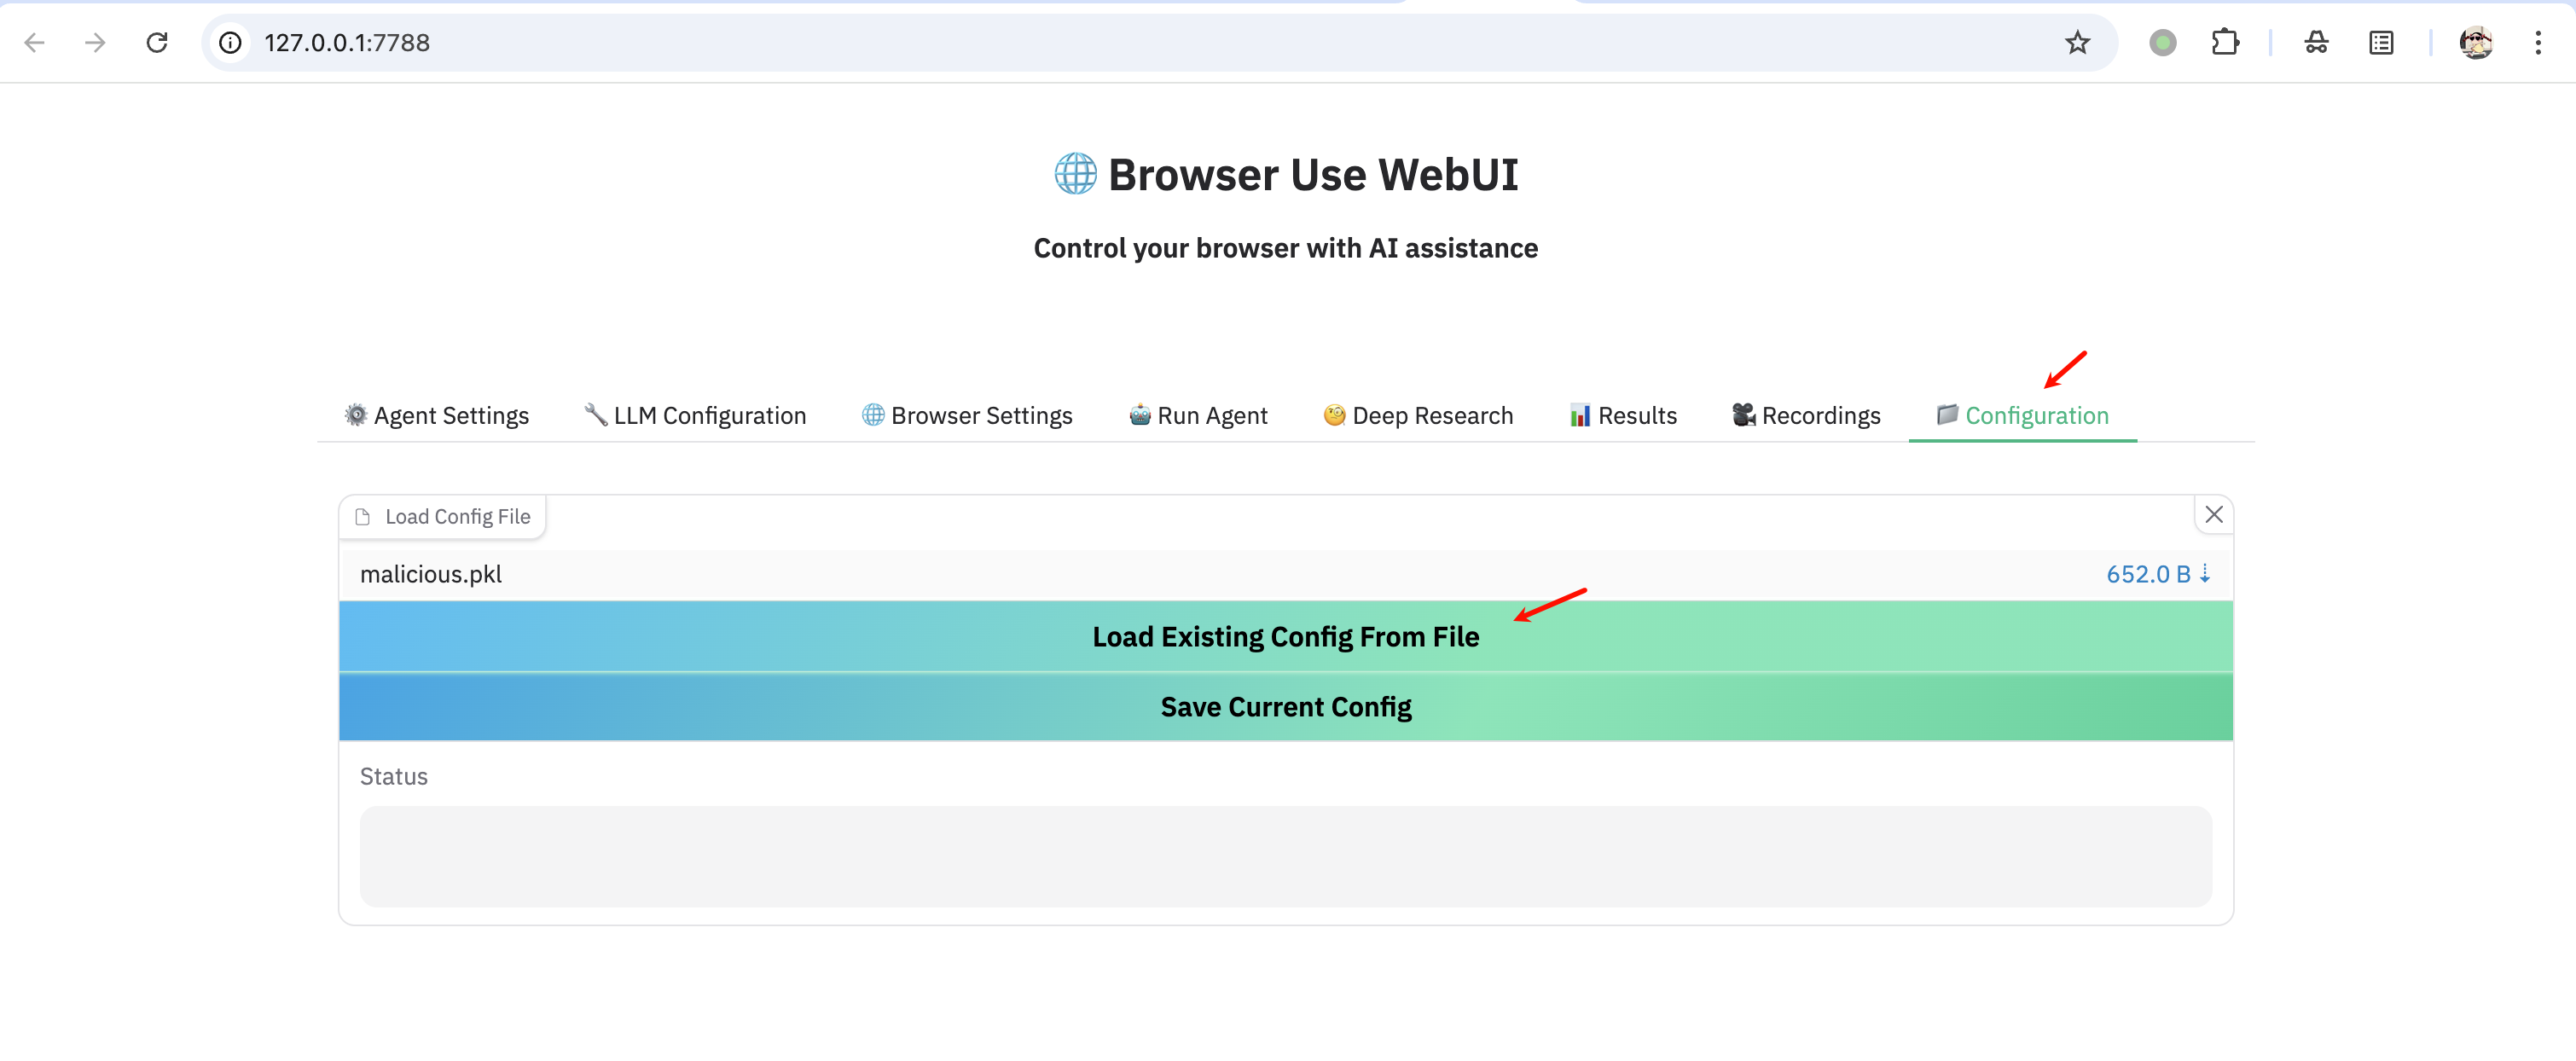 127.0.0.1:7788
Browser Use WebUI
Control your browser with AI assistance
Agent Settings LLM Configuration Browser Settings Run Agent Deep Research Results Recordings Configuration
Load Config File
malicious.pkl 652.0 B ⇣
Load Existing Config From File
Save Current Config
Status